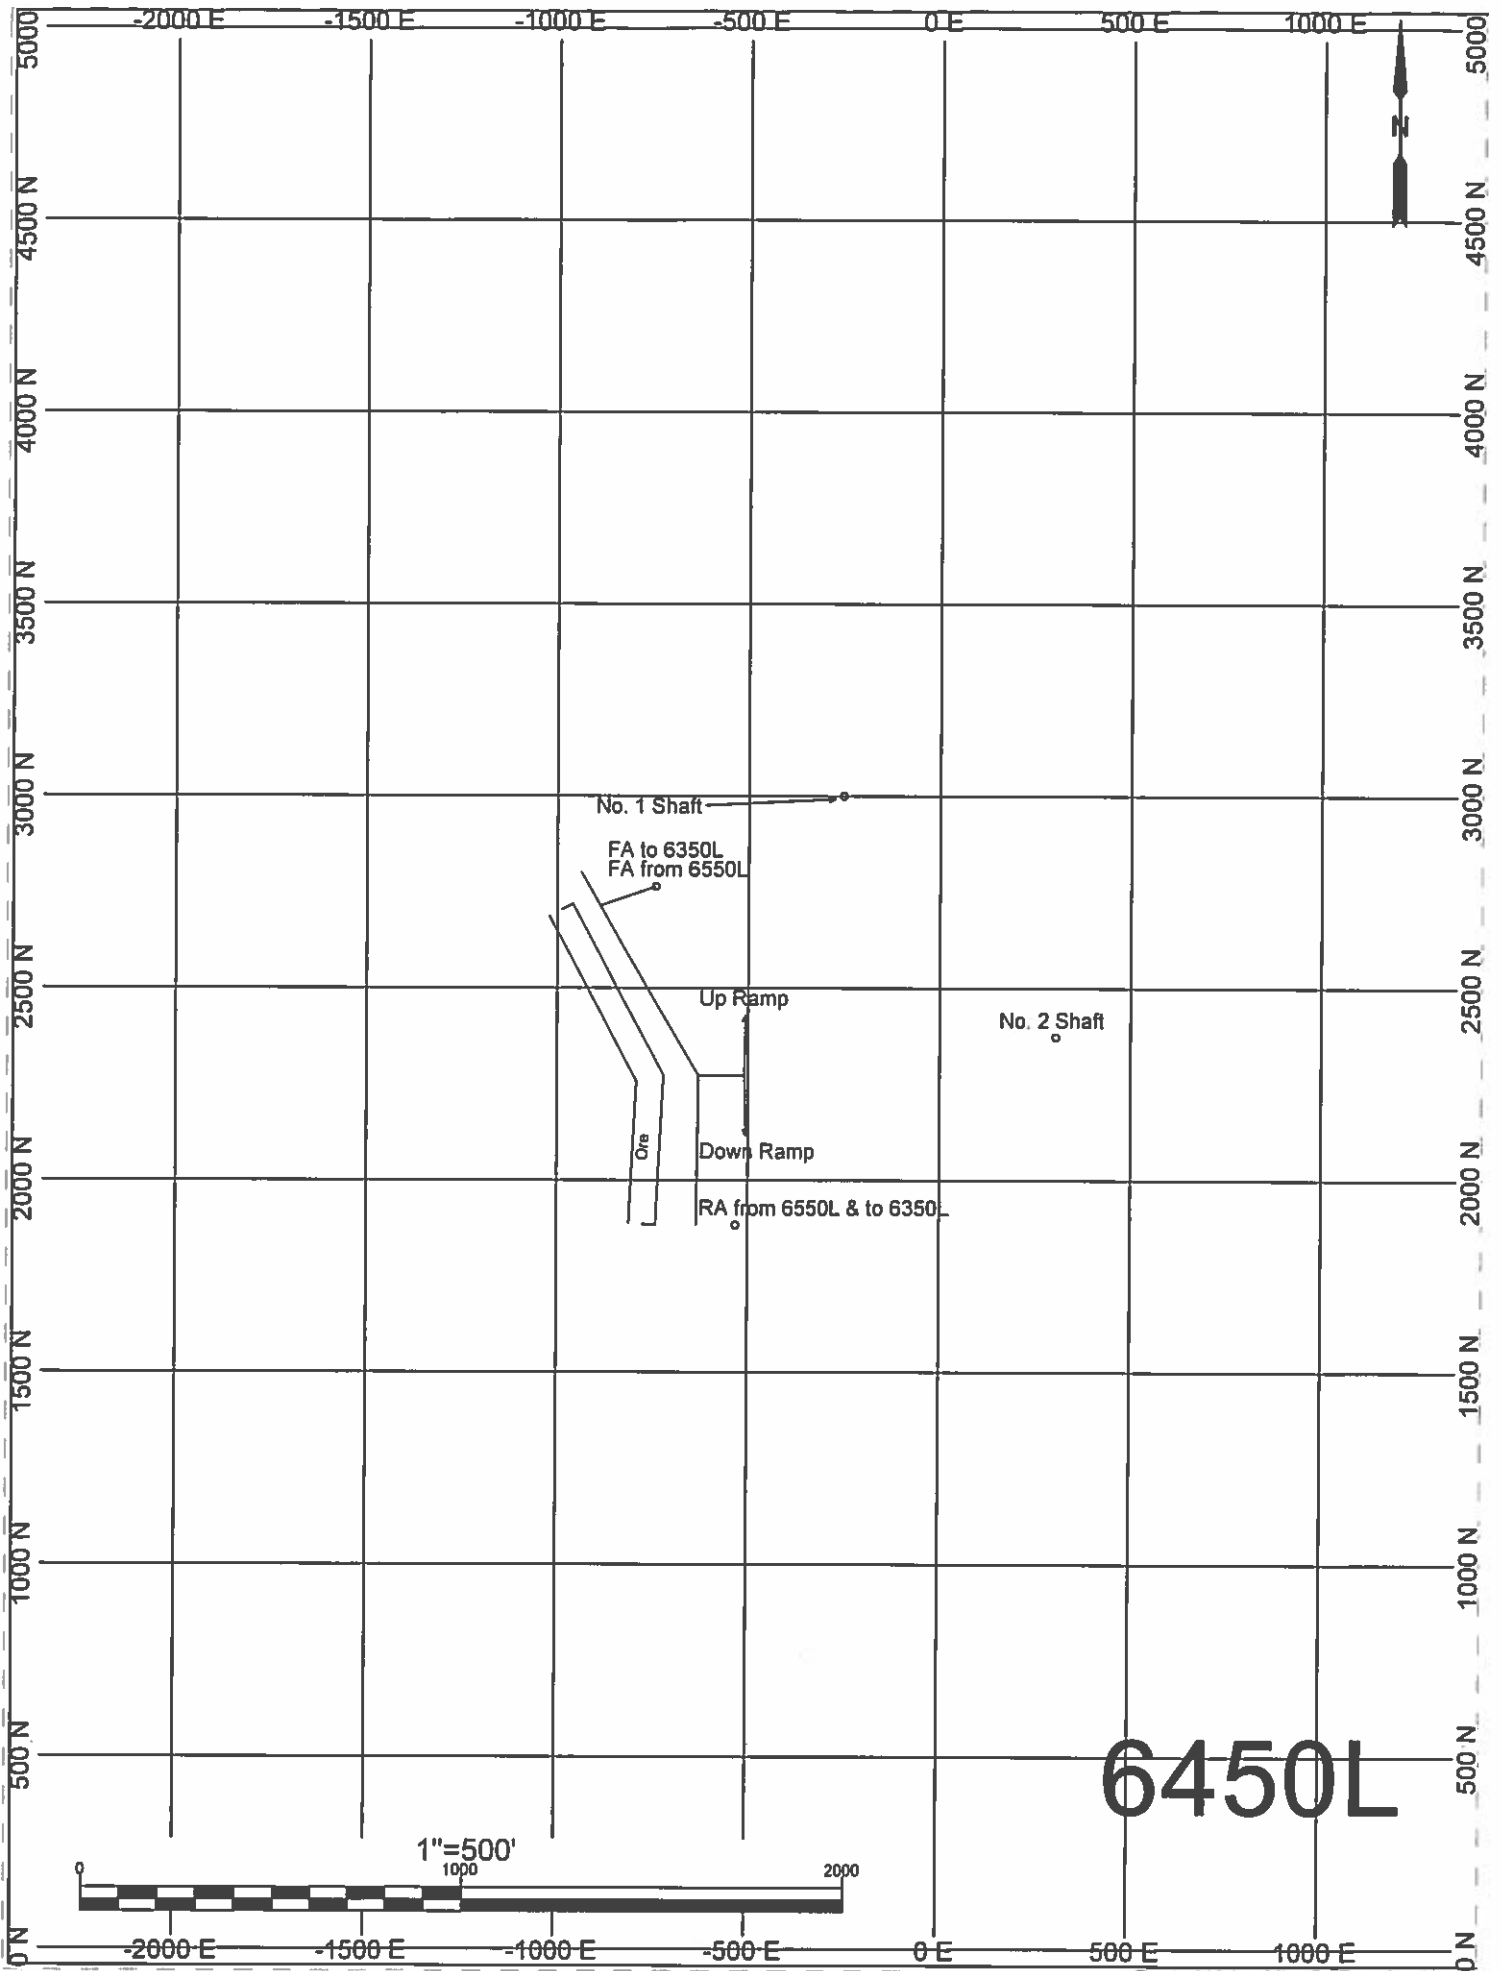 -2000 E -1500 E -1000 E -500 E 0 E 500 E 1000 E
5000 5000
N
4500 N 4500 N
4000 N 4000 N
3500 N 3500 N
3000 N 3000 N
No. 1 Shaft
FA to 6350L
FA from 6550L
2500 N 2500 N
Up Ramp
No. 2 Shaft
Ore
Down Ramp
2000 N 2000 N
RA from 6550L & to 6350L
1500 N 1500 N
1000 N 1000 N
500 N 500 N
6450L
1"=500'
0 1000 2000
0 N 0 N
-2000 E -1500 E -1000 E -500 E 0 E 500 E 1000 E